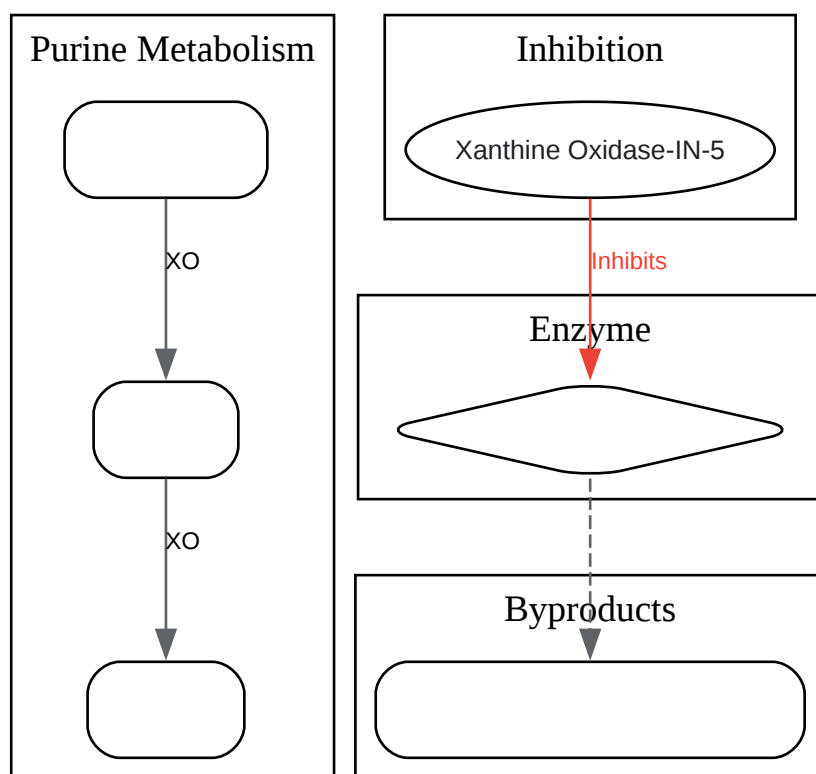 Purine Metabolism
XO
XO
Inhibition
Xanthine Oxidase-IN-5
Inhibits
Enzyme
Byproducts